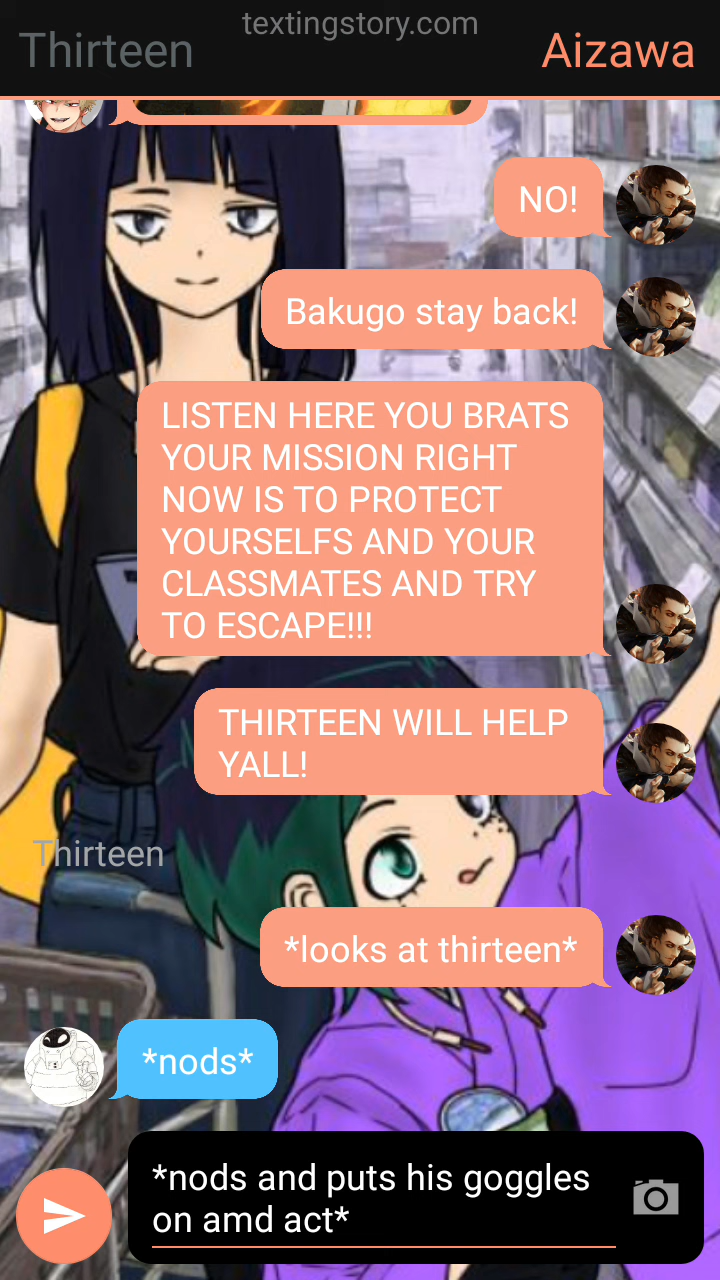 textingstory.com
Thirteen
Aizawa
NO!
Bakugo stay back!
LISTEN HERE YOU BRATS
YOUR MISSION RIGHT
NOW IS TO PROTECT
YOURSELFS AND YOUR
CLASSMATES AND TRY
TO ESCAPE!!!
THIRTEEN WILL HELP
YALL!
Thirteen
*looks at thirteen*
*nods*
*nods and puts his goggles
on amd act*